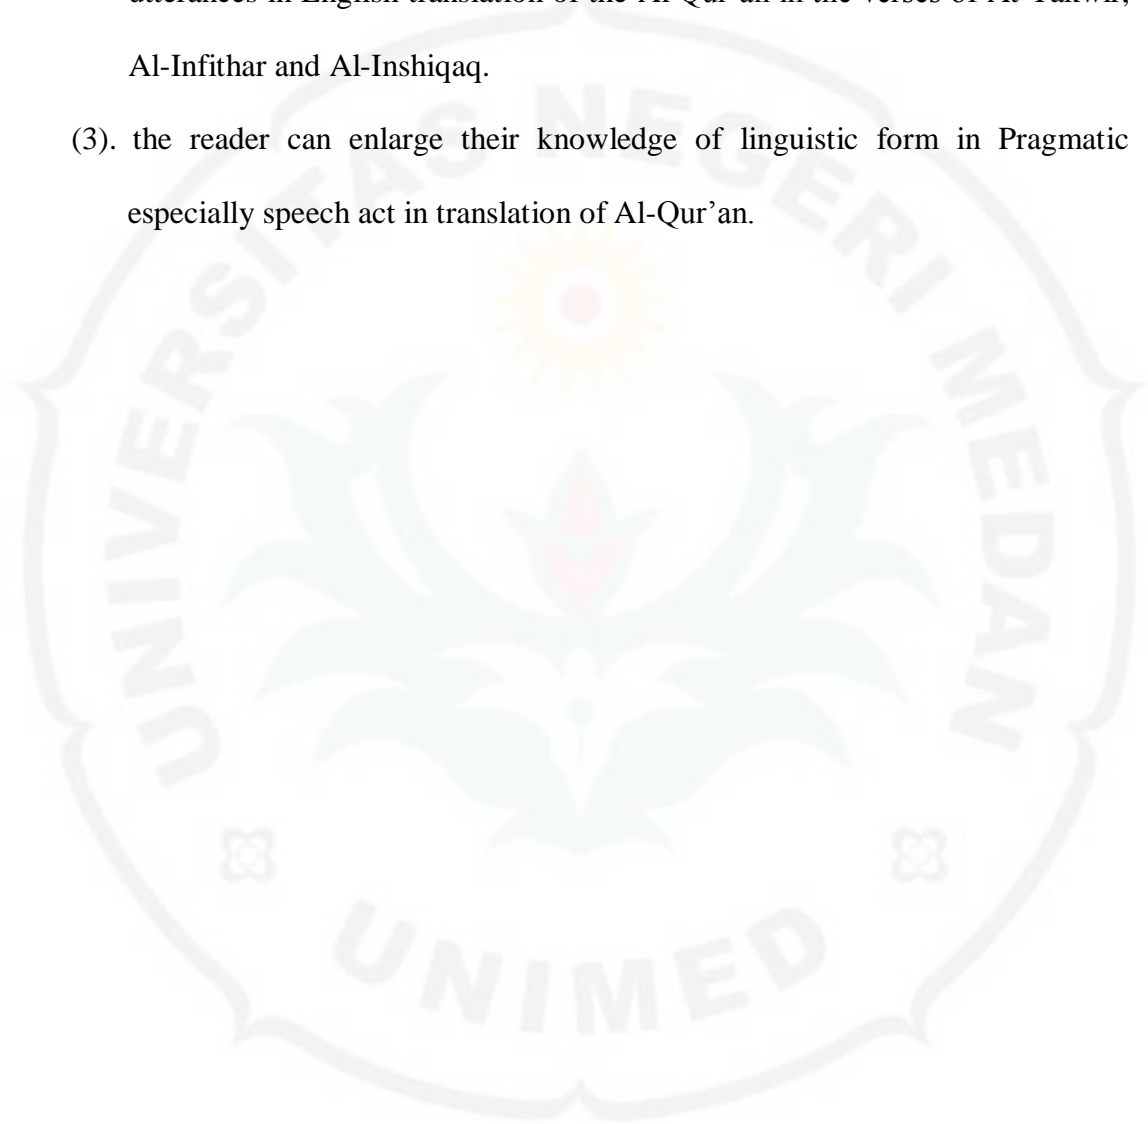 utterances in English translation of the Al-Qur'an in the verses of At-Takwir,
Al-Infithar and Al-Inshiqaq.
(3). the reader can enlarge their knowledge of linguistic form in Pragmatic
especially speech act in translation of Al-Qur'an.
UNIVERSITAS NEGERI MEDAN
UNIMED